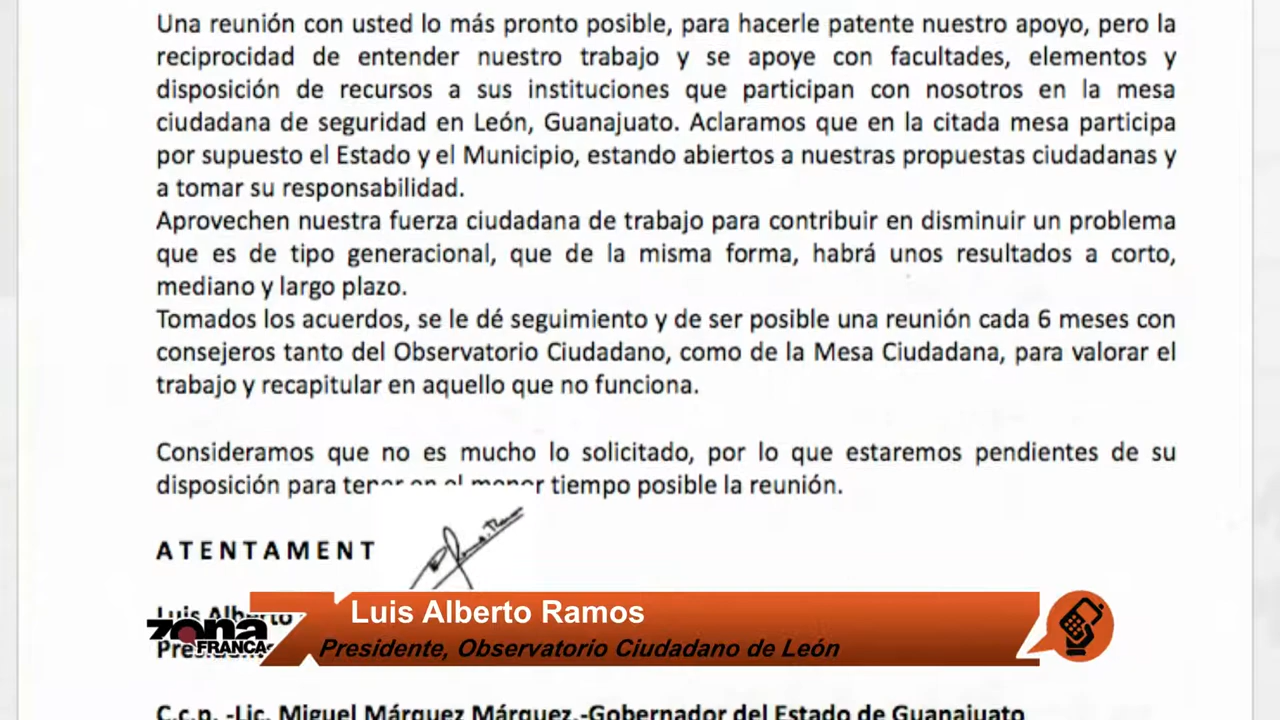 Una reunión con usted lo más pronto posible, para hacerle patente nuestro apoyo, pero la
reciprocidad de entender nuestro trabajo y se apoye con facultades, elementos y
disposición de recursos a sus instituciones que participan con nosotros en la mesa
ciudadana de seguridad en León, Guanajuato. Aclaramos que en la citada mesa participa
por supuesto el Estado y el Municipio, estando abiertos a nuestras propuestas ciudadanas y
a tomar su responsabilidad.
Aprovechen nuestra fuerza ciudadana de trabajo para contribuir en disminuir un problema
que es de tipo generacional, que de la misma forma, habrá unos resultados a corto,
mediano y largo plazo.
Tomados los acuerdos, se le dé seguimiento y de ser posible una reunión cada 6 meses con
consejeros tanto del Observatorio Ciudadano, como de la Mesa Ciudadana, para valorar el
trabajo y recapitular en aquello que no funciona.
Consideramos que no es mucho lo solicitado, por lo que estaremos pendientes de su
disposición para tener en el menor tiempo posible la reunión.
ATENTAMENT
Luis Alberto
Luis Alberto Ramos
zona FRANCA
Presidente, Observatorio Ciudadano de León
C.c.p. -Lic. Miguel Márquez Márquez.-Gobernador del Estado de Guanajuato